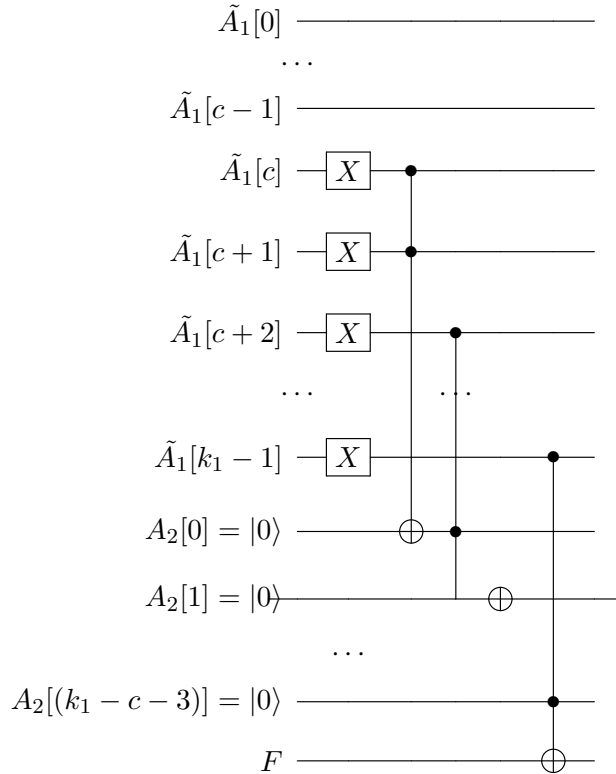 Ã₁[0]
···
Ã₁[c − 1]
Ã₁[c] X
Ã₁[c + 1] X
Ã₁[c + 2] X
··· ···
Ã₁[k₁ − 1] X
A₂[0] = |0⟩
A₂[1] = |0⟩
···
A₂[(k₁ − c − 3)] = |0⟩
F